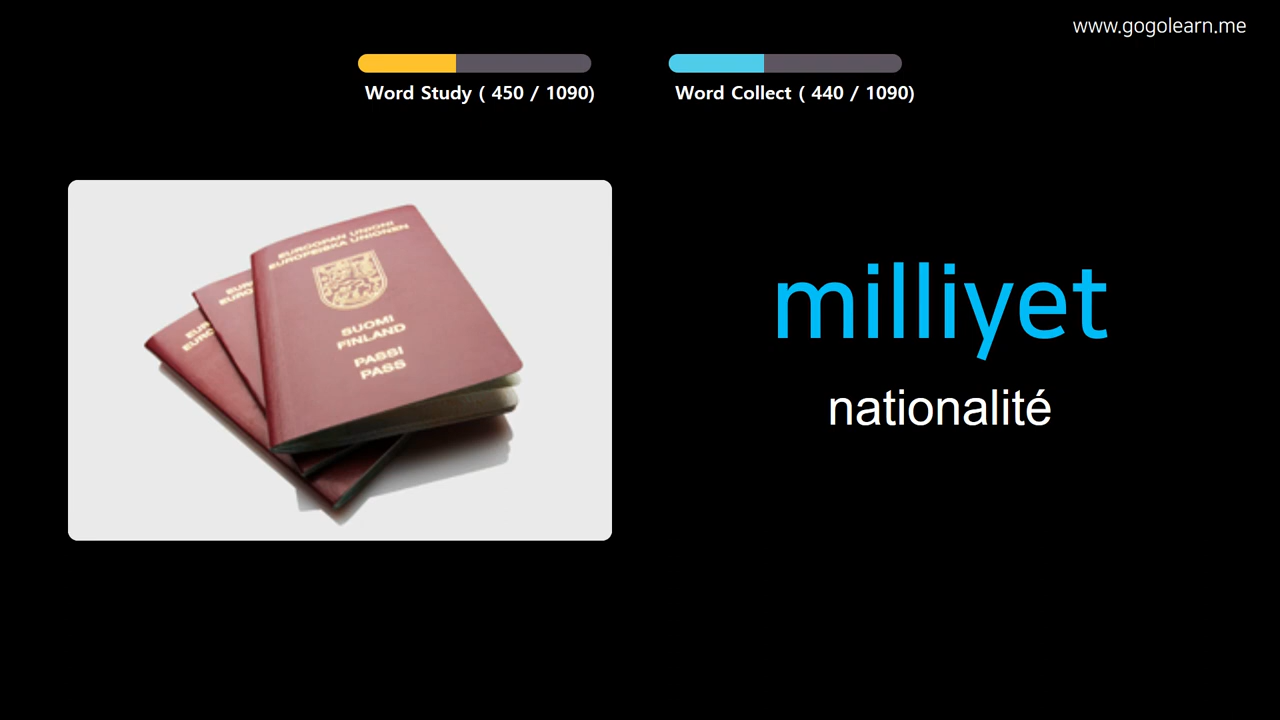 www.gogolearn.me
Word Study ( 450 / 1090)
Word Collect ( 440 / 1090)
EUROOPAN UNIONI
EUROPEISKA UNIONEN
SUOMI
FINLAND
PASSI
PASS
milliyet
nationalité